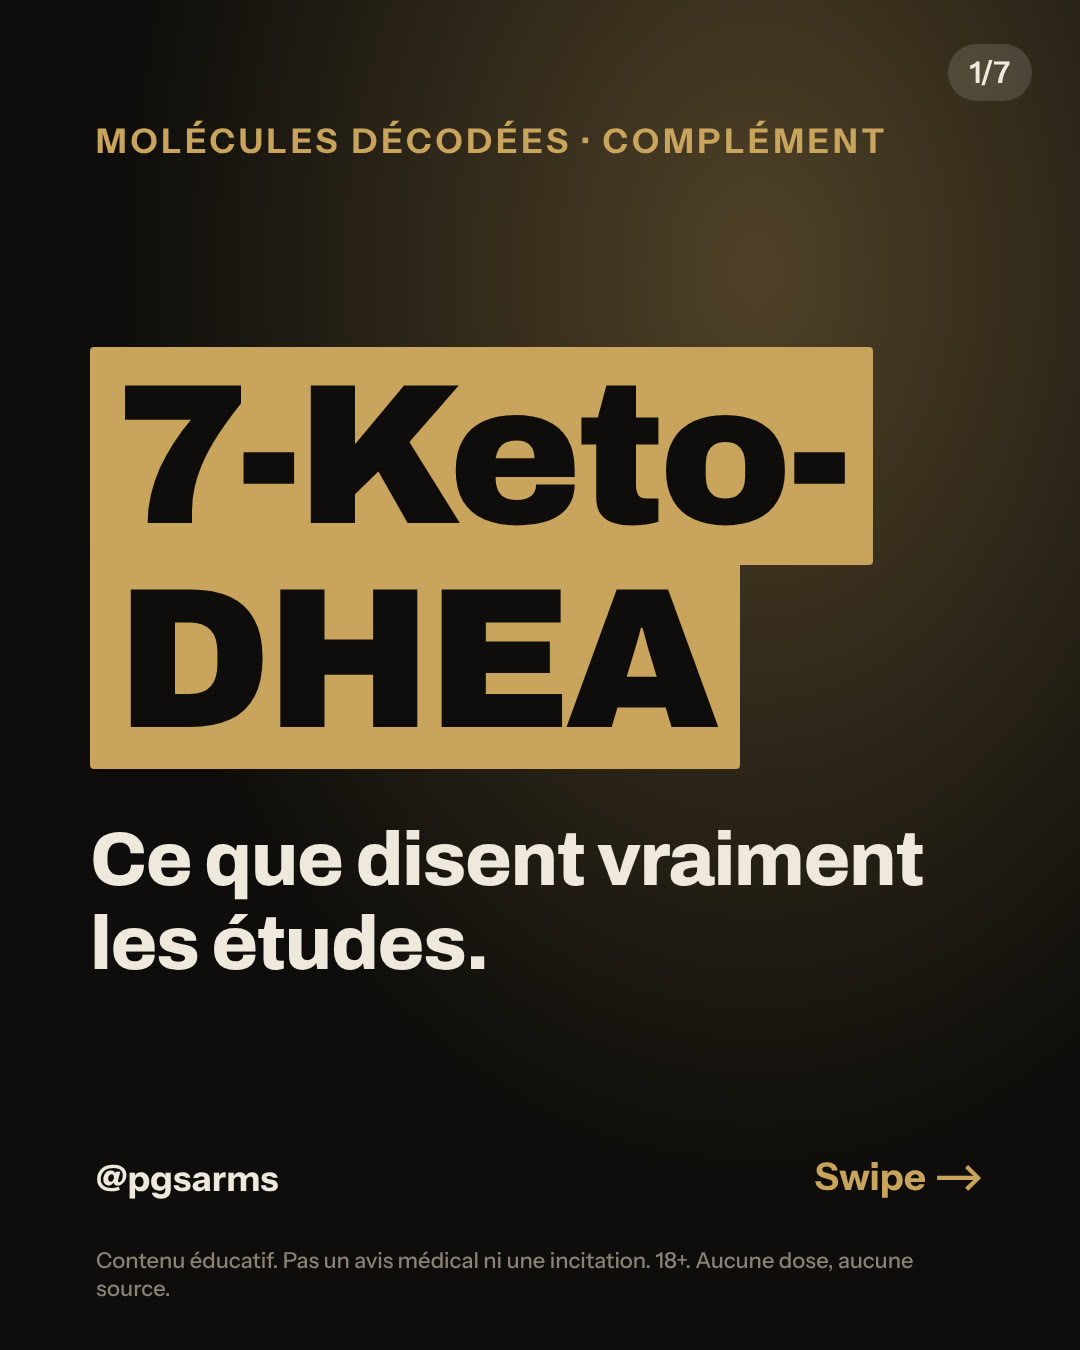 1/7
MOLÉCULES DÉCODÉES · COMPLÉMENT
7-Keto-
DHEA
Ce que disent vraiment
les études.
@pgsarms
Swipe →
Contenu éducatif. Pas un avis médical ni une incitation. 18+. Aucune dose, aucune
source.